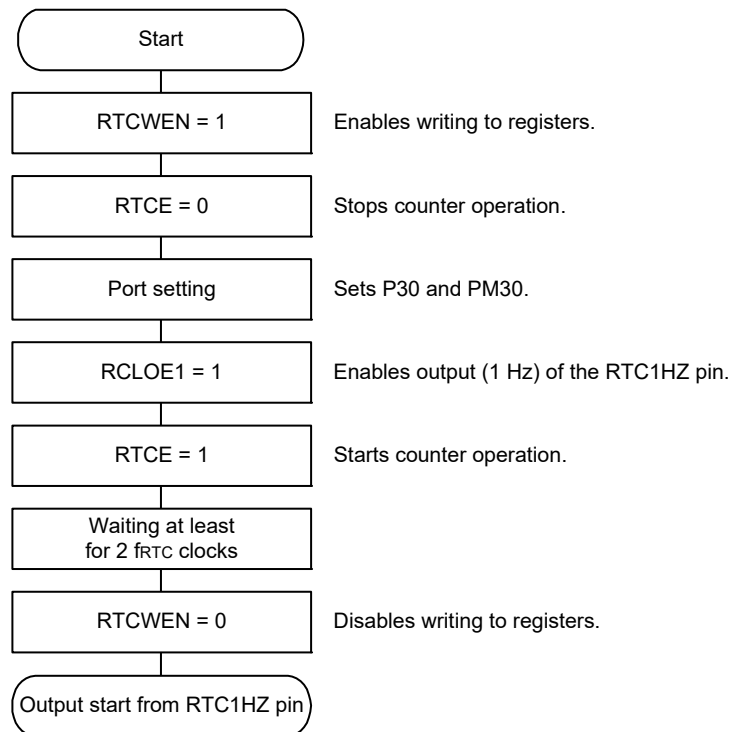 Start
RTCWEN = 1 Enables writing to registers.
RTCE = 0 Stops counter operation.
Port setting Sets P30 and PM30.
RCLOE1 = 1 Enables output (1 Hz) of the RTC1HZ pin.
RTCE = 1 Starts counter operation.
Waiting at least
for 2 fRTC clocks
RTCWEN = 0 Disables writing to registers.
Output start from RTC1HZ pin